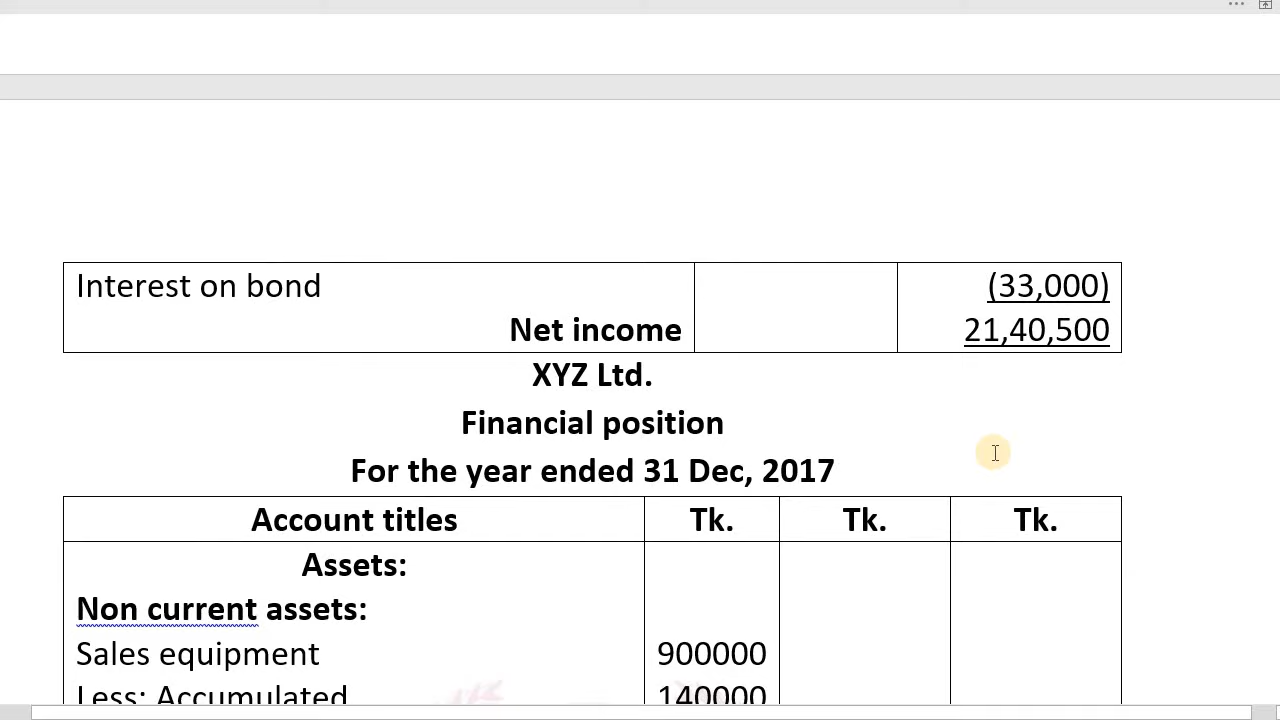 Interest on bond (33,000)
Net income 21,40,500
XYZ Ltd.
Financial position
For the year ended 31 Dec, 2017
Account titles Tk. Tk. Tk.
Assets:
Non current assets:
Sales equipment 900000
Less: Accumulated 140000